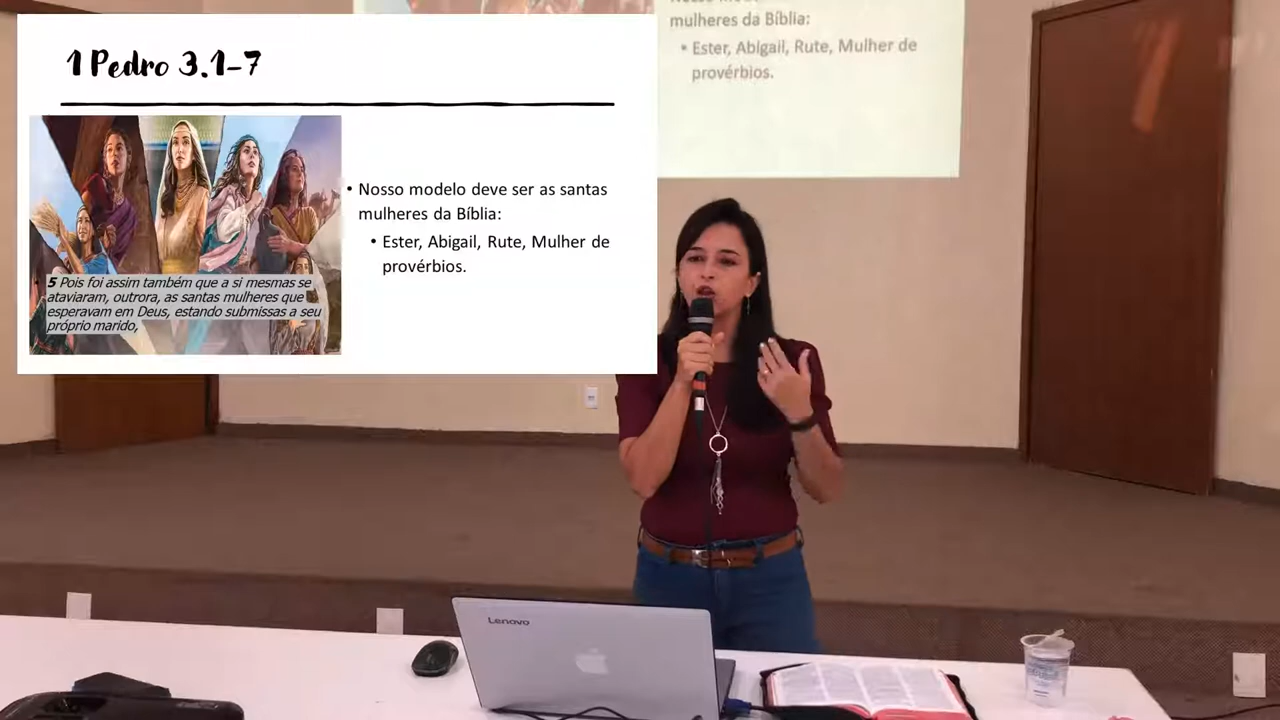 1 Pedro 3.1-7
• Nosso modelo deve ser as santas
mulheres da Bíblia:
• Ester, Abigail, Rute, Mulher de
provérbios.
5 Pois foi assim também que a si mesmas se
ataviaram, outrora, as santas mulheres que
esperavam em Deus, estando submissas a seu
próprio marido,
mulheres da Bíblia:
• Ester, Abigail, Rute, Mulher de
provérbios.
Lenovo